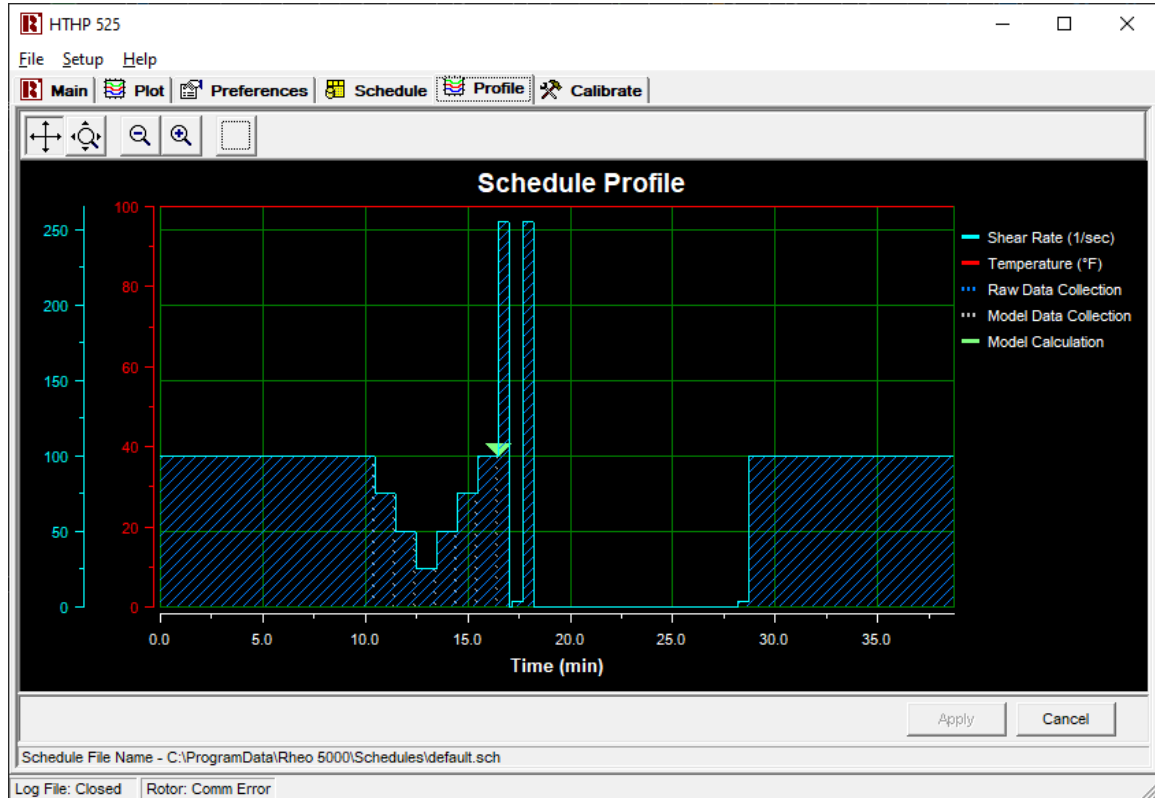 HTHP 525
File Setup Help
Main Plot Preferences Schedule Profile Calibrate
Schedule Profile
250
200
150
100
50
0
100
80
60
40
20
0
Shear Rate (1/sec)
Temperature (°F)
Raw Data Collection
Model Data Collection
Model Calculation
0.0 5.0 10.0 15.0 20.0 25.0 30.0 35.0
Time (min)
Apply Cancel
Schedule File Name - C:\ProgramData\Rheo 5000\Schedules\default.sch
Log File: Closed Rotor: Comm Error